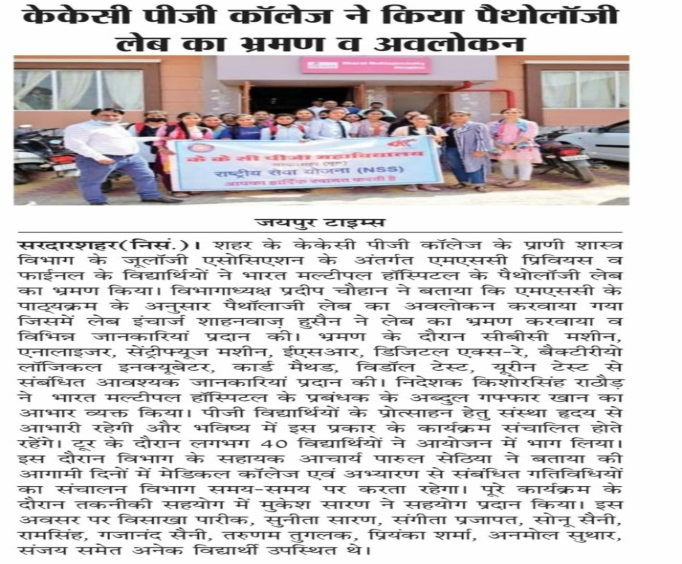 केकेसी पीजी कॉलेज ने किया पैथोलॉजी
लेब का भ्रमण व अवलोकन
के के सी पीजी महाविद्यालय
राष्ट्रीय सेवा योजना (NSS)
आपका हार्दिक स्वागत करती है
जयपुर टाइम्स
सरदारशहर(निसं.)। शहर के केकेसी पीजी कॉलेज के प्राणी शास्त्र
विभाग के जूलॉजी एसोसिएशन के अंतर्गत एमएससी प्रिवियस व
फाईनल के विद्यार्थियों ने भारत मल्टीपल हॉस्पिटल के पैथोलॉजी लेब
का भ्रमण किया। विभागाध्यक्ष प्रदीप चौहान ने बताया कि एमएससी के
पाठ्यक्रम के अनुसार पैथॉलाजी लेब का अवलोकन करवाया गया
जिसमें लेब इंचार्ज शाहनवाज़ हुसैन ने लेब का भ्रमण करवाया व
विभिन्न जानकारियां प्रदान की। भ्रमण के दौरान सीबीसी मशीन,
एनालाइजर, सेंट्रीफ्यूज मशीन, ईएसआर, डिजिटल एक्स-रे, बैक्टीरीयो
लॉजिकल इनक्यूबेटर, कार्ड मैथड, विडॉल टेस्ट, यूरीन टेस्ट से
संबंधित आवश्यक जानकारियां प्रदान की। निदेशक किशोरसिंह राठौड़
ने भारत मल्टीपल हॉस्पिटल के प्रबंधक के अब्दुल गफ्फार खान का
आभार व्यक्त किया। पीजी विद्यार्थियों के प्रोत्साहन हेतु संस्था हृदय से
आभारी रहेगी और भविष्य में इस प्रकार के कार्यक्रम संचालित होते
रहेंगे। टूर के दौरान लगभग 40 विद्यार्थियों ने आयोजन में भाग लिया।
इस दौरान विभाग के सहायक आचार्य पारुल सेठिया ने बताया की
आगामी दिनों में मेडिकल कॉलेज एवं अभ्यारण से संबंधित गतिविधियों
का संचालन विभाग समय-समय पर करता रहेगा। पूरे कार्यक्रम के
दौरान तकनीकी सहयोग में मुकेश सारण ने सहयोग प्रदान किया। इस
अवसर पर विसाखा पारीक, सुनीता सारण, संगीता प्रजापत, सोनू सैनी,
रामसिंह, गजानंद सैनी, तरुणम तुगलक, प्रियंका शर्मा, अनमोल सुथार,
संजय समेत अनेक विद्यार्थी उपस्थित थे।